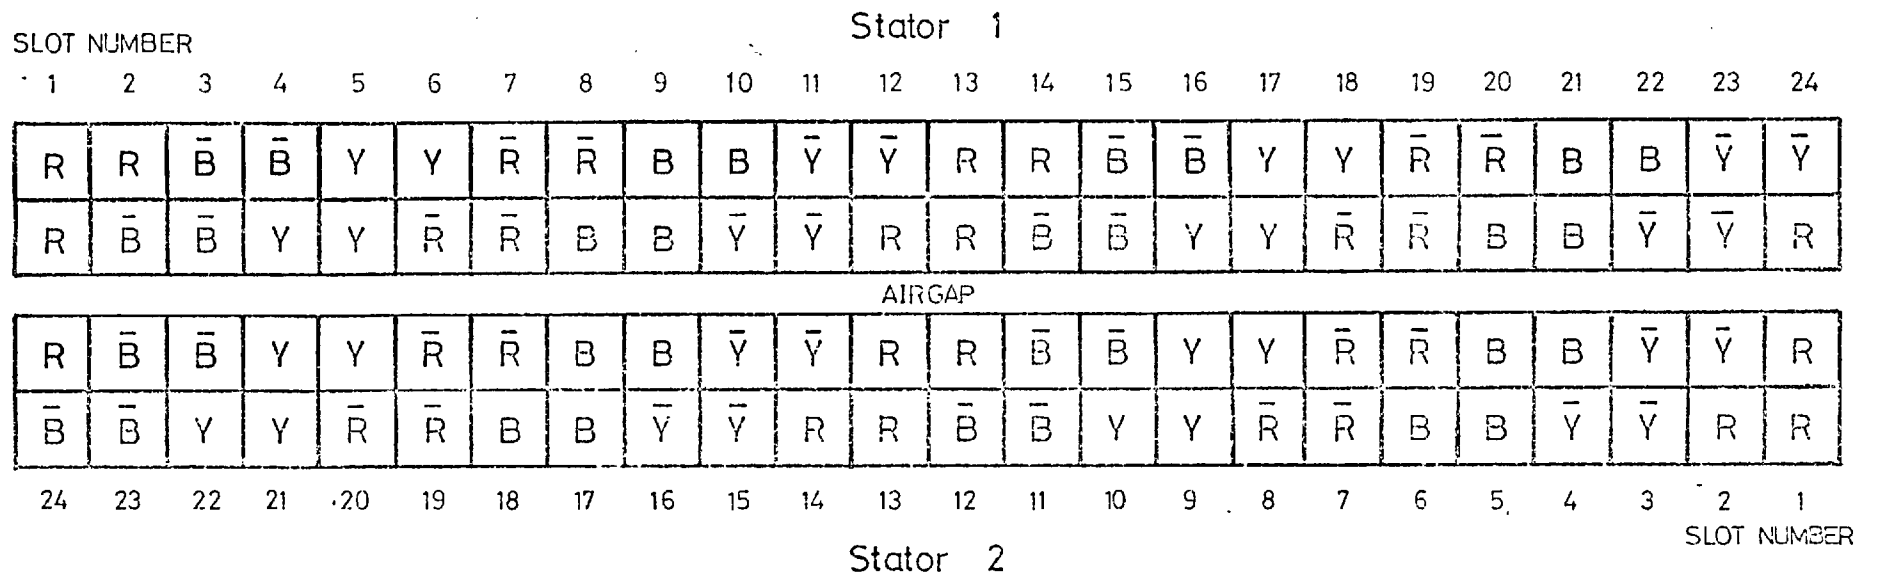 Stator 1
SLOT NUMBER
1 2 3 4 5 6 7 8 9 10 11 12 13 14 15 16 17 18 19 20 21 22 23 24
R R B̄ B̄ Y Y R̄ R̄ B B Ȳ Ȳ R R B̄ B̄ Y Y R̄ R̄ B B Ȳ Ȳ
R B̄ B̄ Y Y R̄ R̄ B B Ȳ Ȳ R R B̄ B̄ Y Y R̄ R̄ B B Ȳ Ȳ R
AIRGAP
R B̄ B̄ Y Y R̄ R̄ B B Ȳ Ȳ R R B̄ B̄ Y Y R̄ R̄ B B Ȳ Ȳ R
B̄ B̄ Y Y R̄ R̄ B B Ȳ Ȳ R R B̄ B̄ Y Y R̄ R̄ B B Ȳ Ȳ R R
24 23 22 21 20 19 18 17 16 15 14 13 12 11 10 9 8 7 6 5 4 3 2 1
SLOT NUMBER
Stator 2